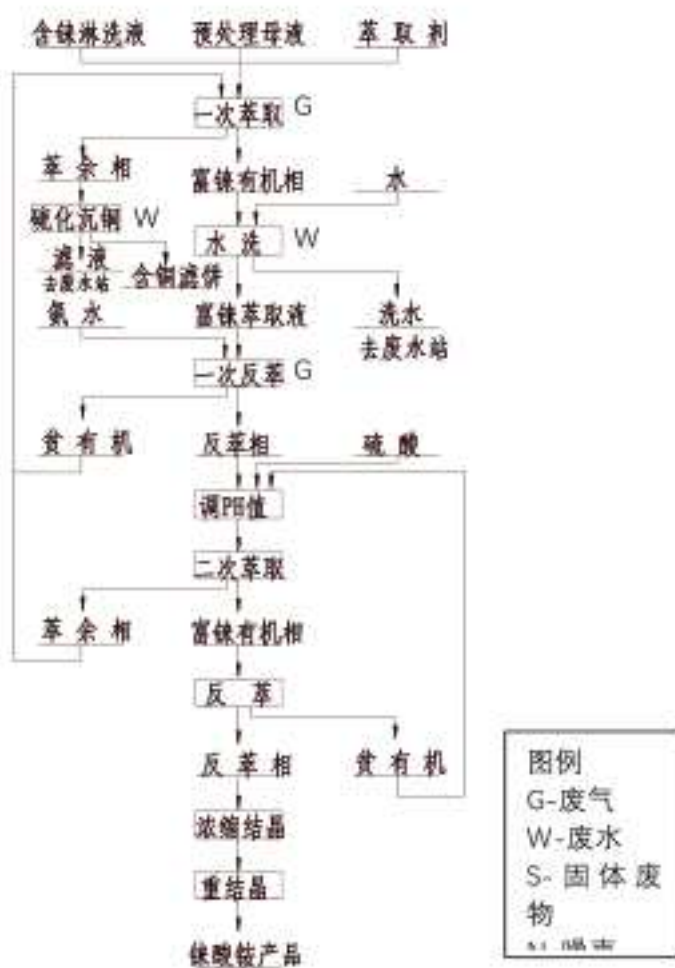 含铼淋洗液 预处理母液 萃取剂
一次萃取 G
萃余相 富铼有机相 水
硫化沉铜 W 水洗 W
滤液 含铜滤饼
去废水站
氨水 富铼萃取液 洗水
去废水站
一次反萃 G
贫有机 反萃相 硫酸
调PH值
二次萃取
萃余相 富铼有机相
反萃
反萃相 贫有机
浓缩结晶
重结晶
铼酸铵产品
图例
G-废气
W-废水
S-固体废
物